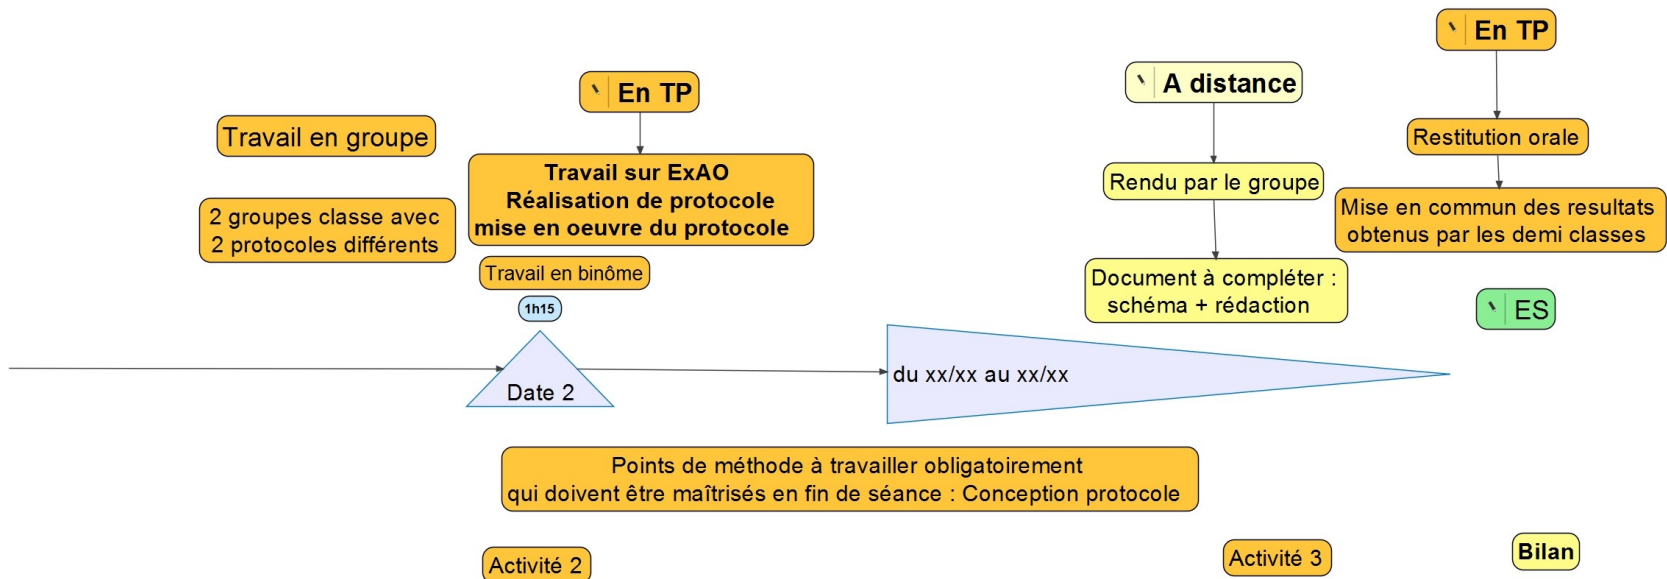 En TP
A distance
En TP
Travail en groupe
Restitution orale
Travail sur ExAO
Réalisation de protocole
mise en oeuvre du protocole
Rendu par le groupe
2 groupes classe avec
2 protocoles différents
Mise en commun des resultats
obtenus par les demi classes
Travail en binôme
Document à compléter :
schéma + rédaction
1h15
ES
Date 2
du xx/xx au xx/xx
Points de méthode à travailler obligatoirement
qui doivent être maîtrisés en fin de séance : Conception protocole
Activité 2
Activité 3
Bilan